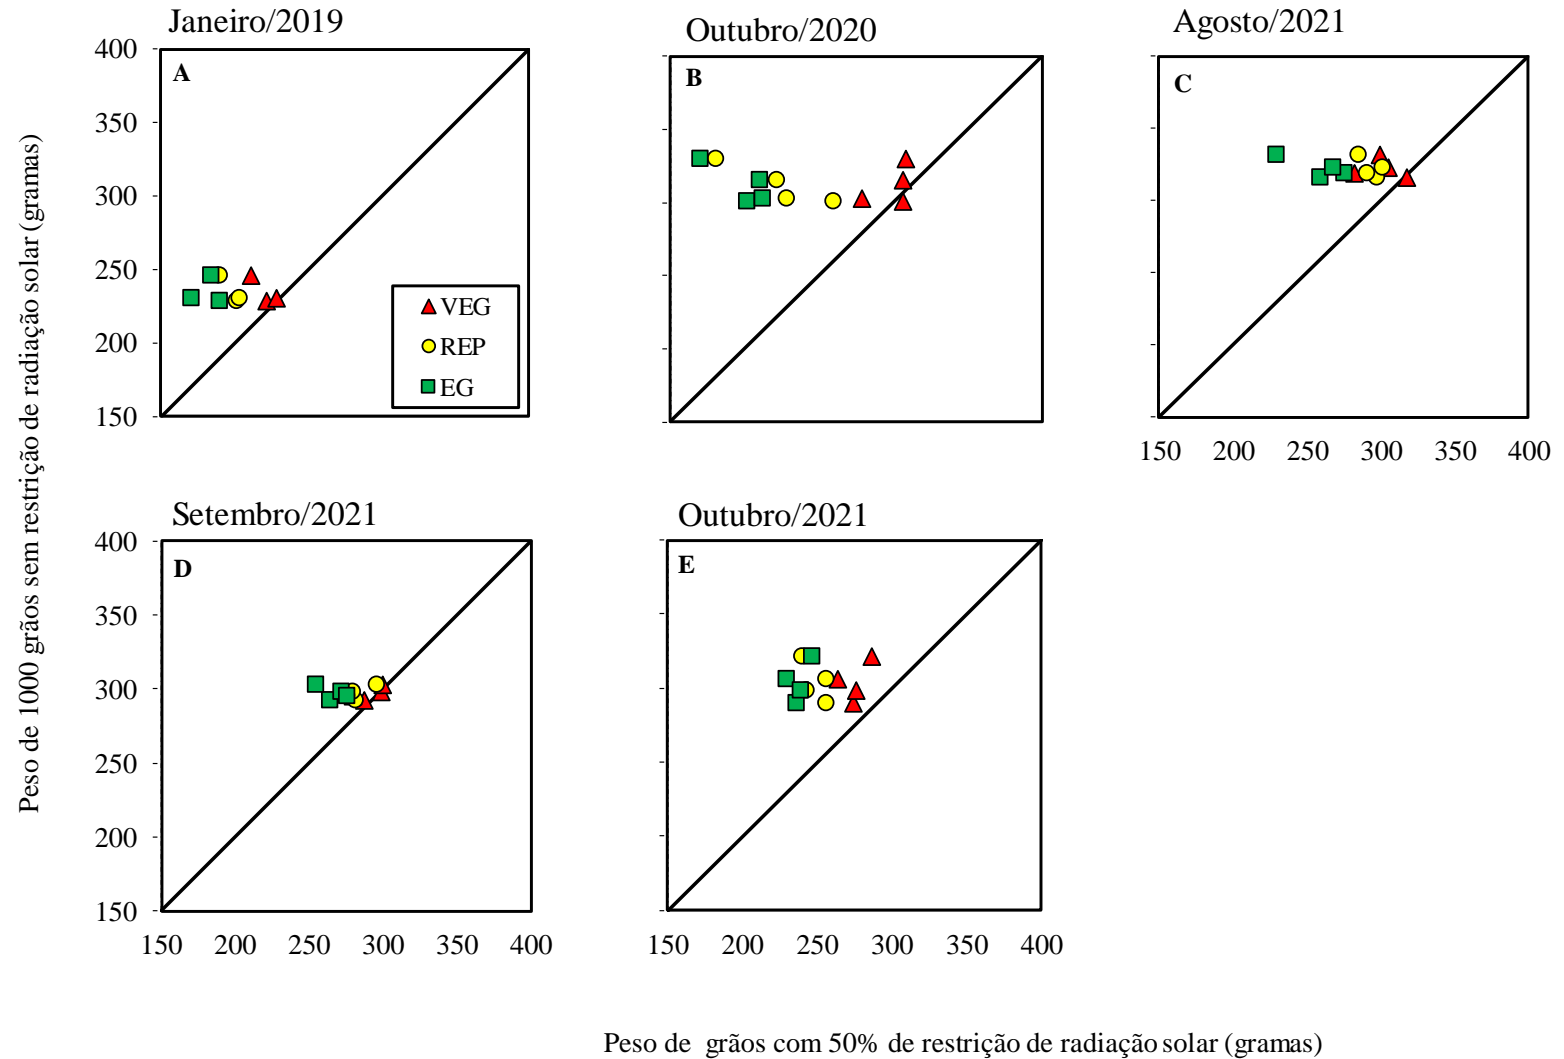 Janeiro/2019
Outubro/2020
Agosto/2021
A
B
C
400
350
300
250
200
150
VEG
REP
EG
150 200 250 300 350 400
Setembro/2021
Outubro/2021
D
E
400
350
300
250
200
150
150 200 250 300 350 400
150 200 250 300 350 400
Peso de 1000 grãos sem restrição de radiação solar (gramas)
Peso de grãos com 50% de restrição de radiação solar (gramas)